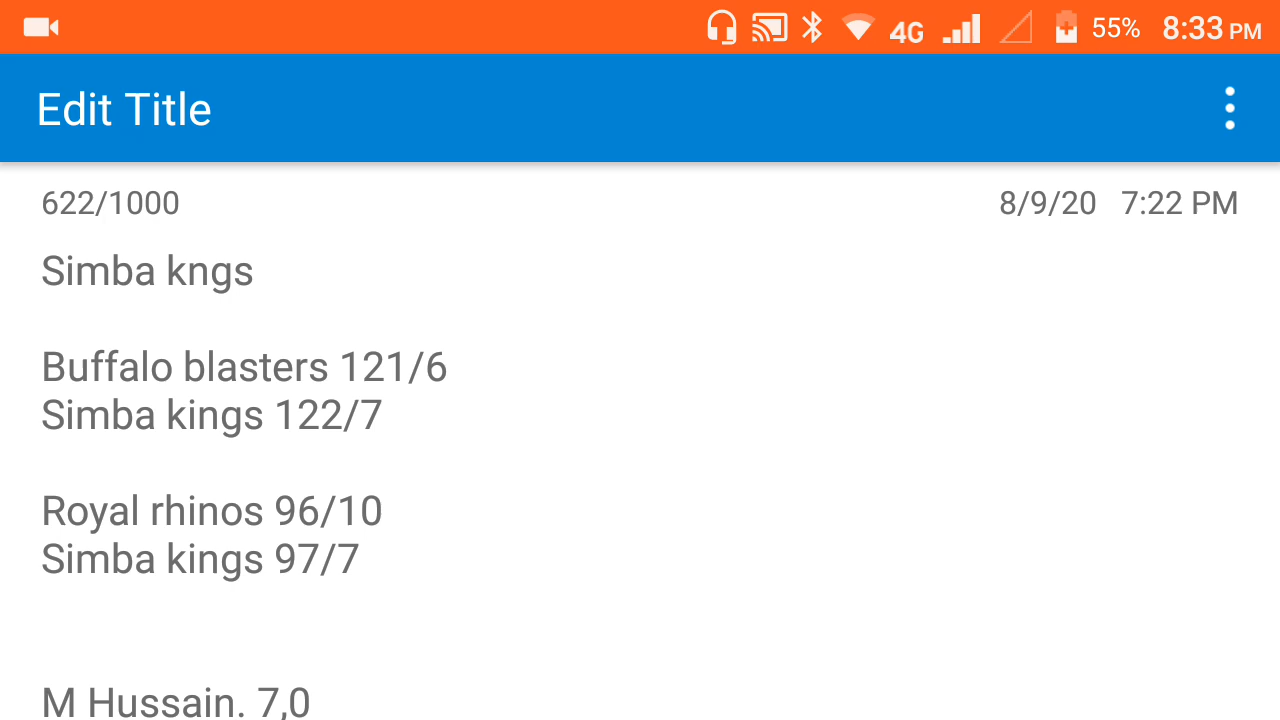 4G 55% 8:33 PM
Edit Title
622/1000 8/9/20 7:22 PM
Simba kngs
Buffalo blasters 121/6
Simba kings 122/7
Royal rhinos 96/10
Simba kings 97/7
M Hussain. 7,0